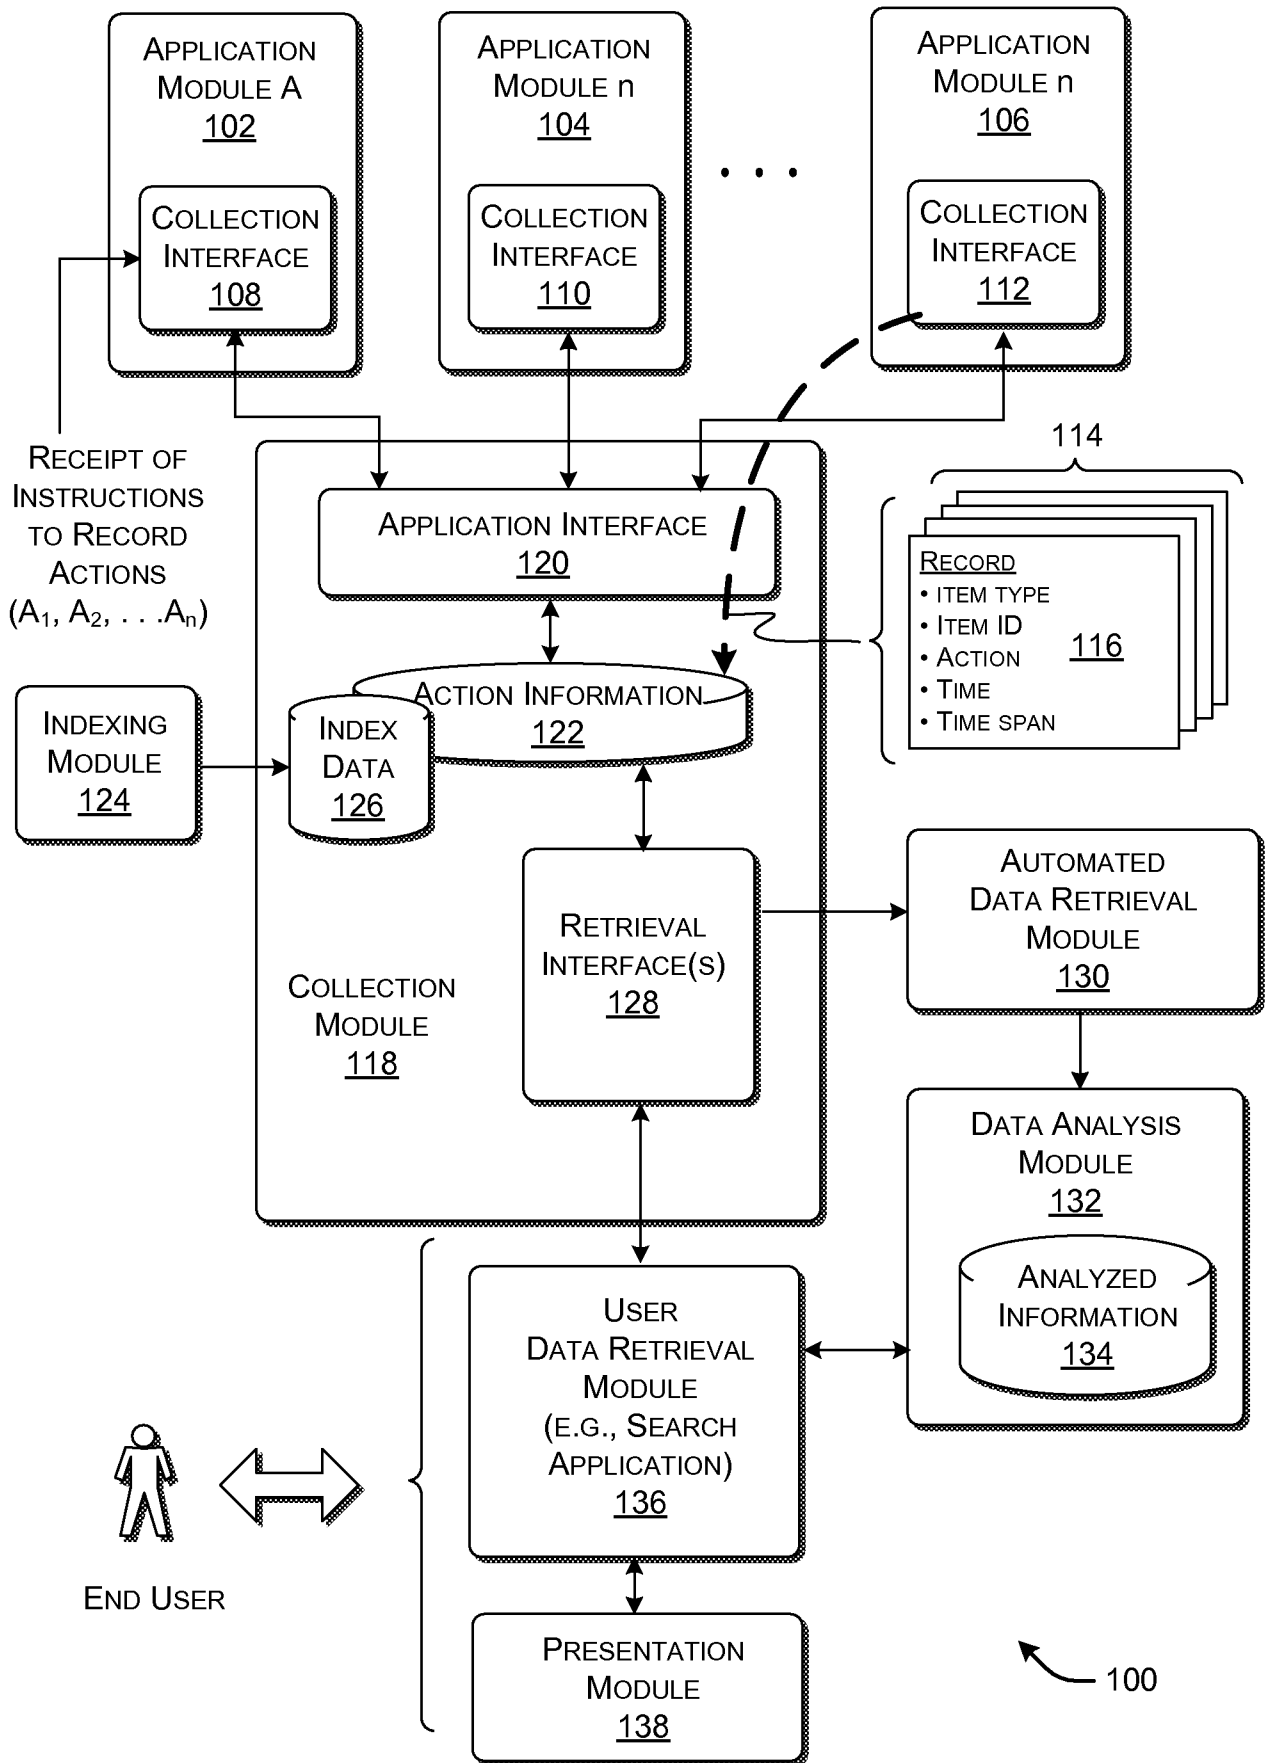 APPLICATION
MODULE A
102
APPLICATION
MODULE n
104
APPLICATION
MODULE n
106
. . .
COLLECTION
INTERFACE
108
COLLECTION
INTERFACE
110
COLLECTION
INTERFACE
112
RECEIPT OF
INSTRUCTIONS
TO RECORD
ACTIONS
(A1, A2, . . .An)
114
APPLICATION INTERFACE
120
RECORD
• ITEM TYPE
• ITEM ID
• ACTION
• TIME
• TIME SPAN
116
ACTION INFORMATION
122
INDEXING
MODULE
124
INDEX
DATA
126
RETRIEVAL
INTERFACE(S)
128
AUTOMATED
DATA RETRIEVAL
MODULE
130
COLLECTION
MODULE
118
DATA ANALYSIS
MODULE
132
ANALYZED
INFORMATION
134
USER
DATA RETRIEVAL
MODULE
(E.G., SEARCH
APPLICATION)
136
END USER
PRESENTATION
MODULE
138
100